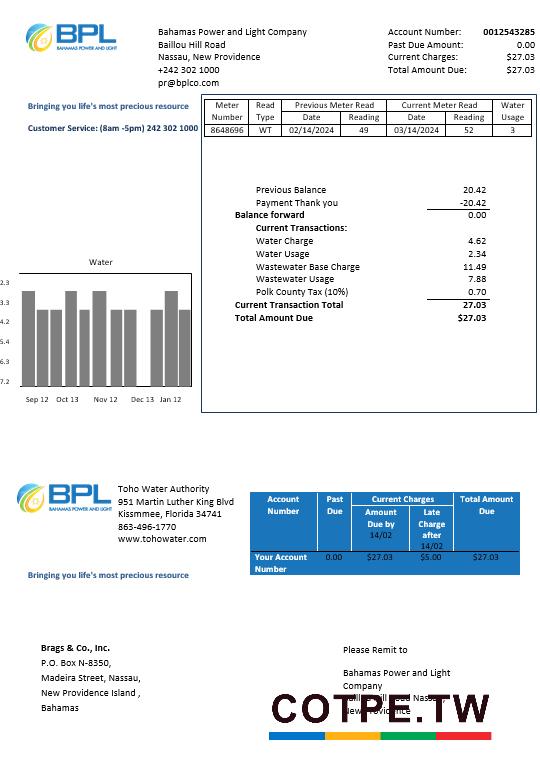 BPL
BAHAMAS POWER AND LIGHT
Bahamas Power and Light Company
Baillou Hill Road
Nassau, New Providence
+242 302 1000
pr@bplco.com
Account Number: 0012543285
Past Due Amount: 0.00
Current Charges: $27.03
Total Amount Due: $27.03
Bringing you life's most precious resource
Customer Service: (8am -5pm) 242 302 1000
Meter Read Previous Meter Read Current Meter Read Water
Number Type Date Reading Date Reading Usage
8648696 WT 02/14/2024 49 03/14/2024 52 3
Previous Balance 20.42
Payment Thank you -20.42
Balance forward 0.00
Current Transactions:
Water Charge 4.62
Water Usage 2.34
Wastewater Base Charge 11.49
Wastewater Usage 7.88
Polk County Tax (10%) 0.70
Current Transaction Total 27.03
Total Amount Due $27.03
Water
2.3
3.3
4.2
5.4
6.3
7.2
Sep 12 Oct 13 Nov 12 Dec 13 Jan 12
BPL
BAHAMAS POWER AND LIGHT
Toho Water Authority
951 Martin Luther King Blvd
Kissmmee, Florida 34741
863-496-1770
www.tohowater.com
Bringing you life's most precious resource
Account Number Past Due Current Charges Total Amount Due
Amount Due by 14/02 Late Charge after 14/02
Your Account Number 0.00 $27.03 $5.00 $27.03
Brags & Co., Inc.
P.O. Box N-8350,
Madeira Street, Nassau,
New Providence Island ,
Bahamas
Please Remit to
Bahamas Power and Light
Company
Road Nassau,
New Providence
COTPE.TW